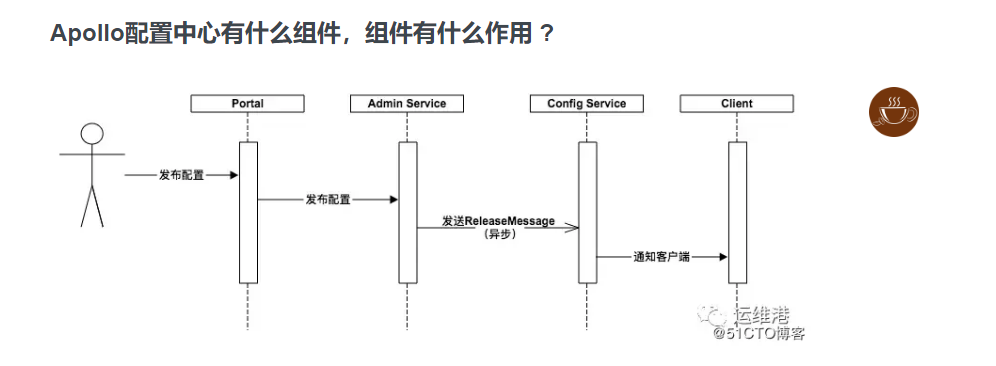 Apollo配置中心有什么组件，组件有什么作用？
Portal
Admin Service
Config Service
Client
发布配置
发布配置
发送ReleaseMessage
（异步）
通知客户端
运维港
@51CTO博客